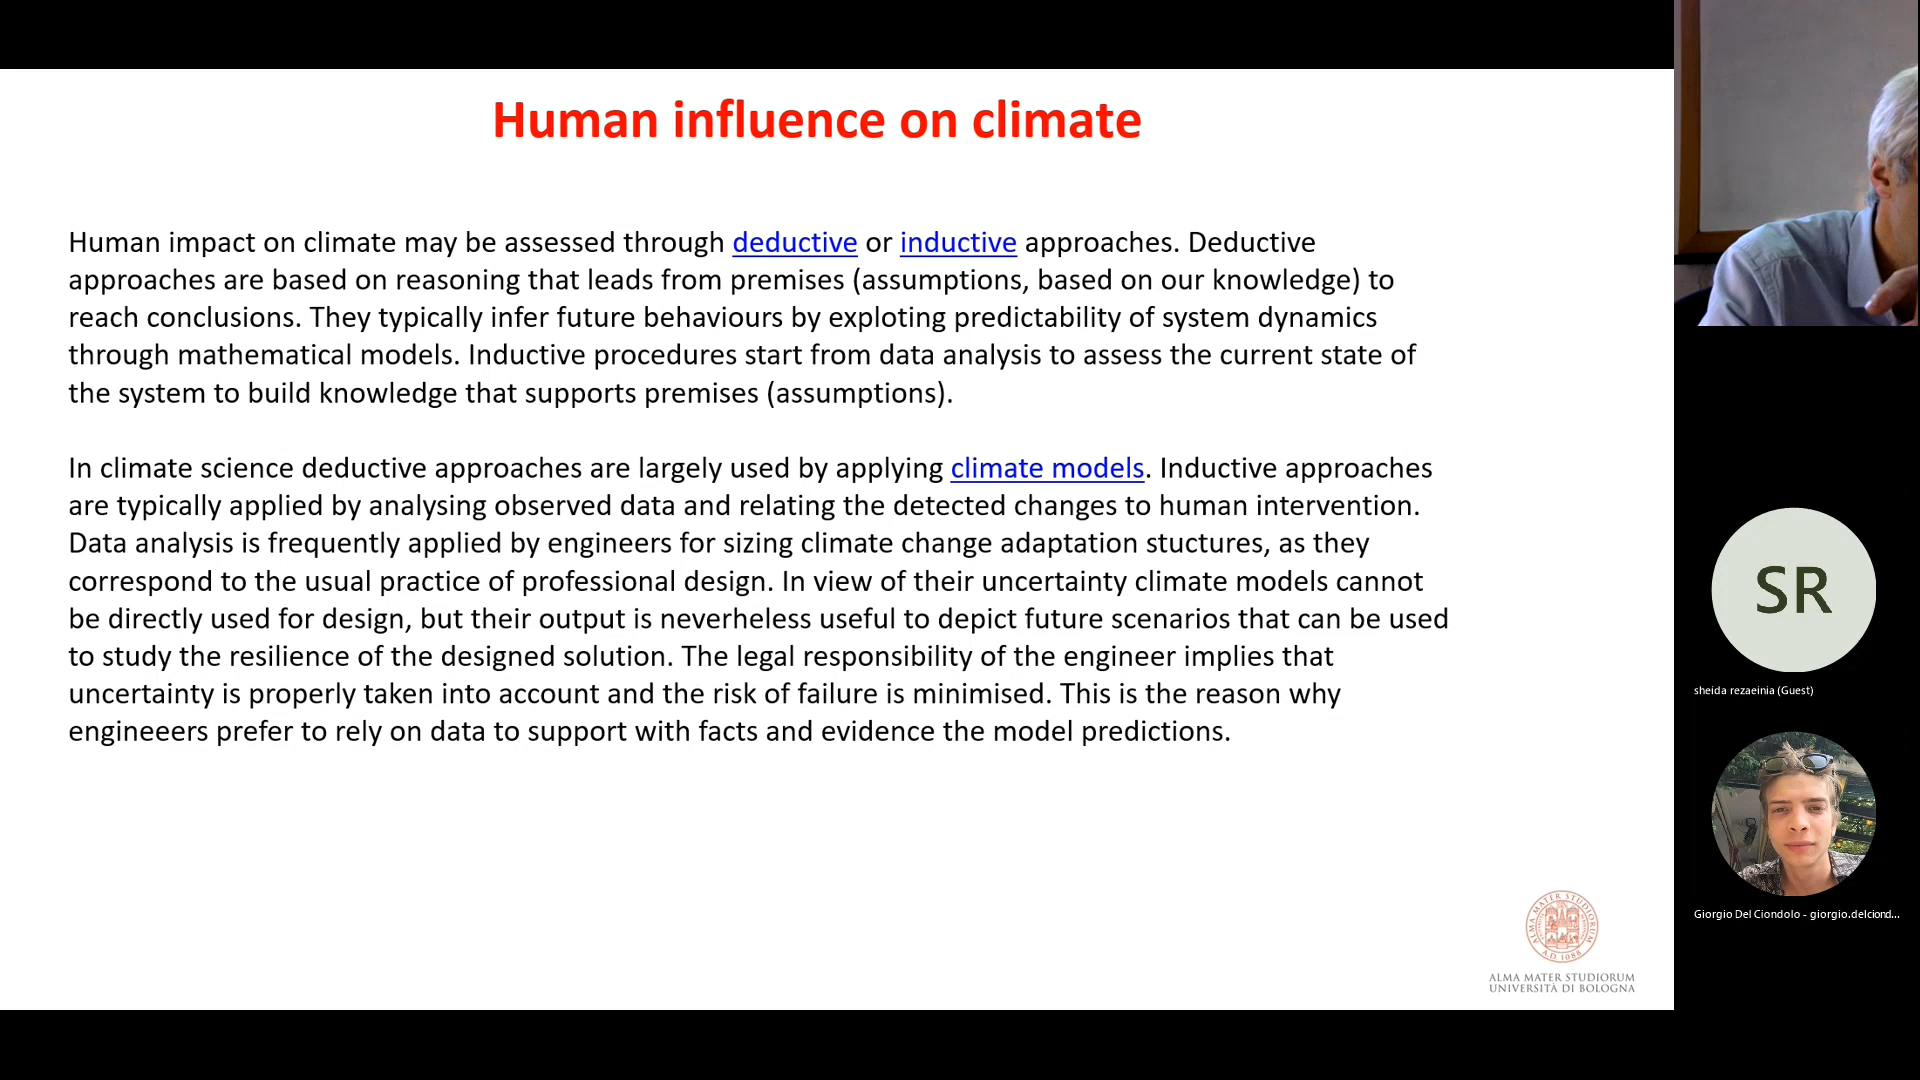 Human influence on climate
Human impact on climate may be assessed through deductive or inductive approaches. Deductive
approaches are based on reasoning that leads from premises (assumptions, based on our knowledge) to
reach conclusions. They typically infer future behaviours by exploting predictability of system dynamics
through mathematical models. Inductive procedures start from data analysis to assess the current state of
the system to build knowledge that supports premises (assumptions).
In climate science deductive approaches are largely used by applying climate models. Inductive approaches
are typically applied by analysing observed data and relating the detected changes to human intervention.
Data analysis is frequently applied by engineers for sizing climate change adaptation stuctures, as they
correspond to the usual practice of professional design. In view of their uncertainty climate models cannot
be directly used for design, but their output is nevertheless useful to depict future scenarios that can be used
to study the resilience of the designed solution. The legal responsibility of the engineer implies that
uncertainty is properly taken into account and the risk of failure is minimised. This is the reason why
engineeers prefer to rely on data to support with facts and evidence the model predictions.
ALMA MATER STUDIORUM
A.D. 1088
ALMA MATER STUDIORUM
UNIVERSITÀ DI BOLOGNA
SR
sheida rezaeinia (Guest)
Giorgio Del Ciondolo - giorgio.delciond...